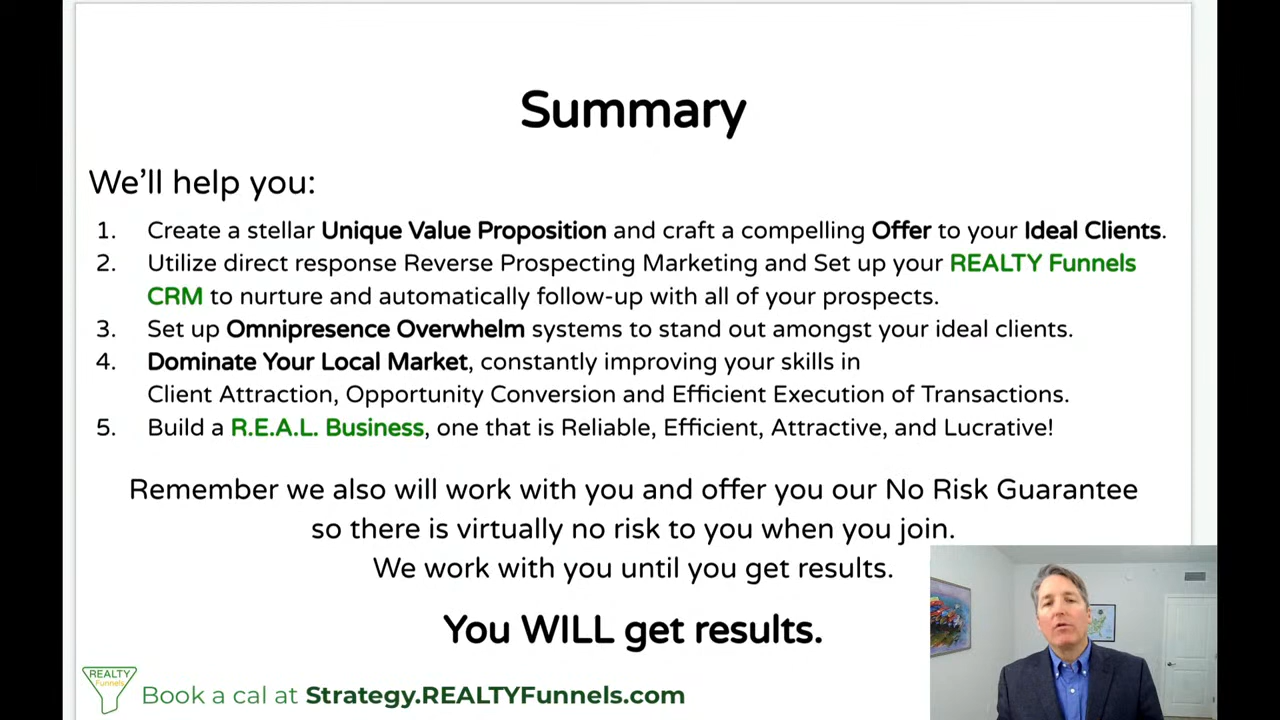 Summary
We’ll help you:
1. Create a stellar Unique Value Proposition and craft a compelling Offer to your Ideal Clients.
2. Utilize direct response Reverse Prospecting Marketing and Set up your REALTY Funnels
CRM to nurture and automatically follow-up with all of your prospects.
3. Set up Omnipresence Overwhelm systems to stand out amongst your ideal clients.
4. Dominate Your Local Market, constantly improving your skills in
Client Attraction, Opportunity Conversion and Efficient Execution of Transactions.
5. Build a R.E.A.L. Business, one that is Reliable, Efficient, Attractive, and Lucrative!
Remember we also will work with you and offer you our No Risk Guarantee
so there is virtually no risk to you when you join.
We work with you until you get results.
You WILL get results.
REALTY
Funnels
Book a cal at Strategy.REALTYFunnels.com